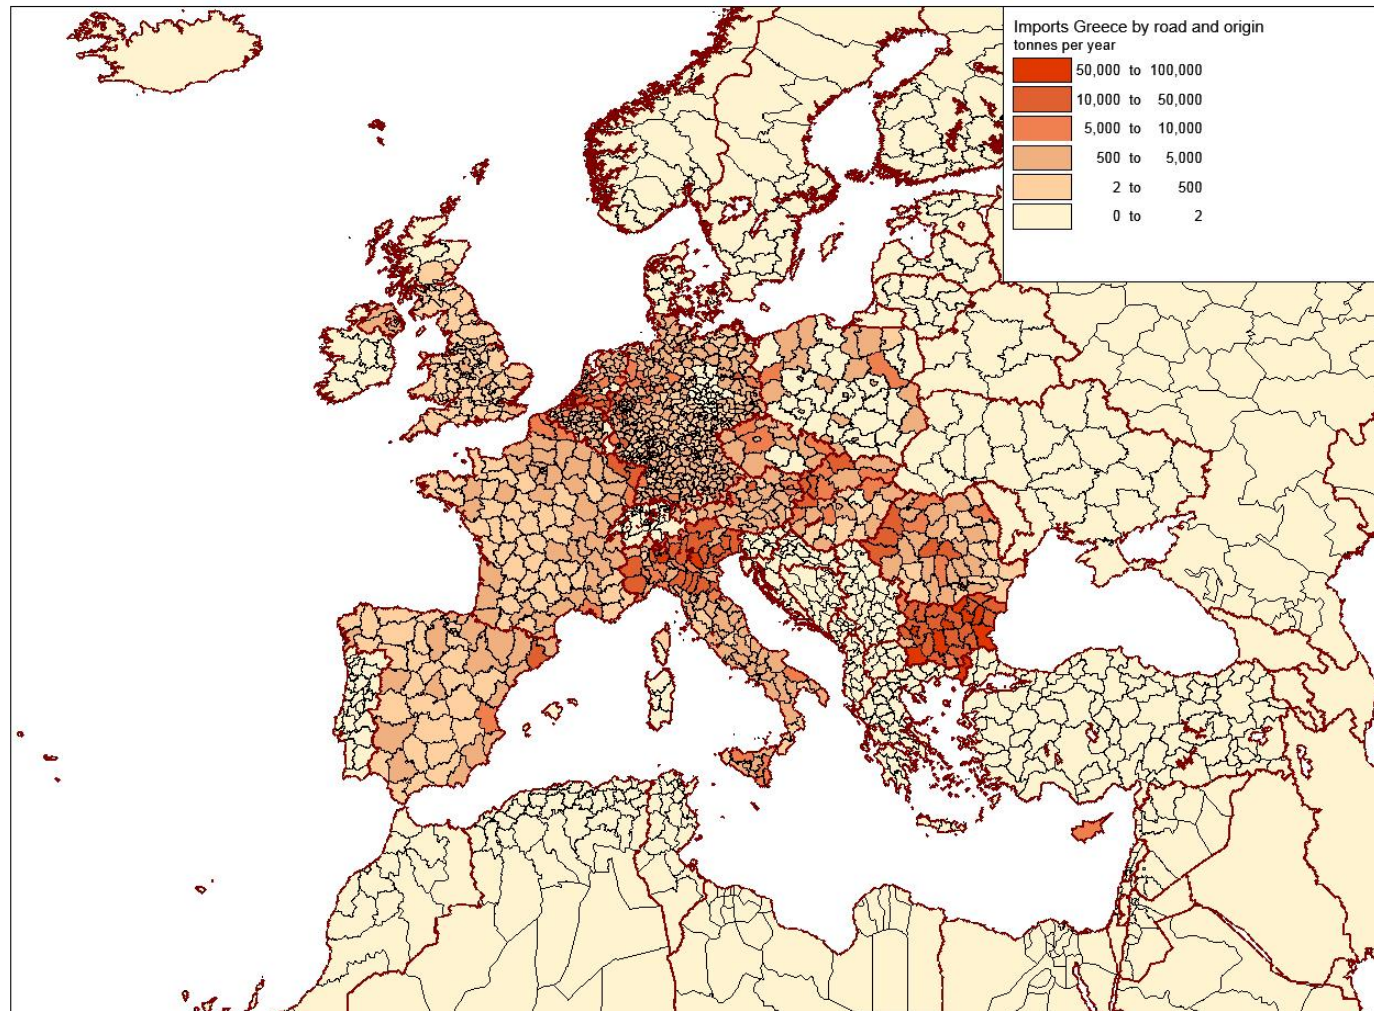 Imports Greece by road and origin
tonnes per year
50,000 to 100,000
10,000 to 50,000
5,000 to 10,000
500 to 5,000
2 to 500
0 to 2